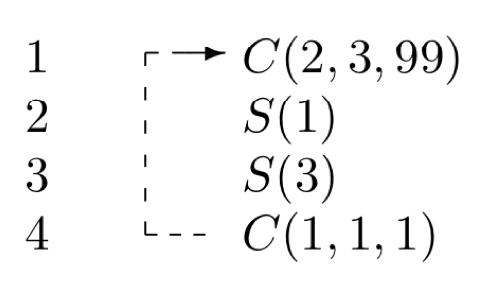 1 C(2, 3, 99)
2 S(1)
3 S(3)
4 C(1, 1, 1)